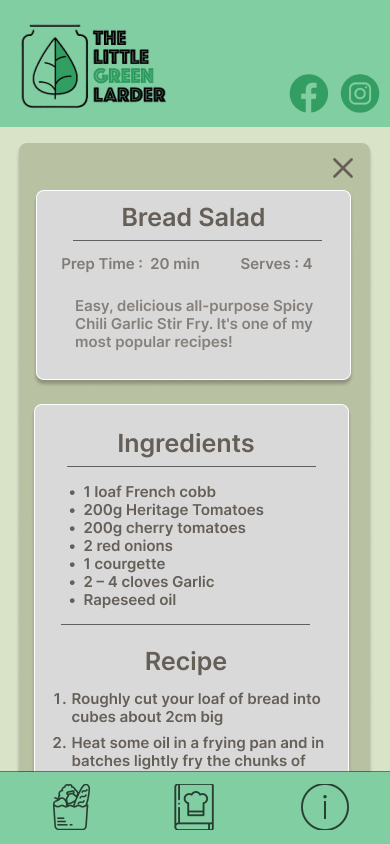 THE
LITTLE
GREEN
LARDER
Bread Salad
Prep Time : 20 min Serves : 4
Easy, delicious all-purpose Spicy
Chili Garlic Stir Fry. It's one of my
most popular recipes!
Ingredients
• 1 loaf French cobb
• 200g Heritage Tomatoes
• 200g cherry tomatoes
• 2 red onions
• 1 courgette
• 2 – 4 cloves Garlic
• Rapeseed oil
Recipe
1. Roughly cut your loaf of bread into
cubes about 2cm big
2. Heat some oil in a frying pan and in
batches lightly fry the chunks of